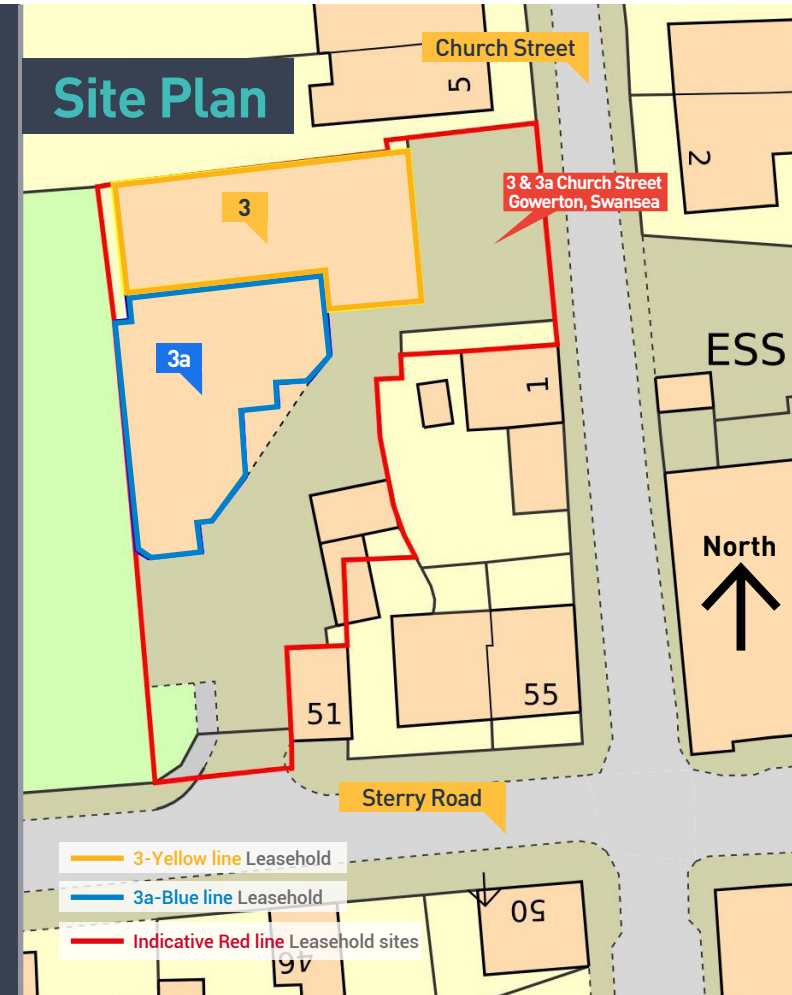 Church Street
5
Site Plan
2
3 & 3a Church Street
Gowerton, Swansea
3
ESS
3a
1
North
55
51
Sterry Road
3-Yellow line Leasehold
3a-Blue line Leasehold
50
Indicative Red line Leasehold sites
46